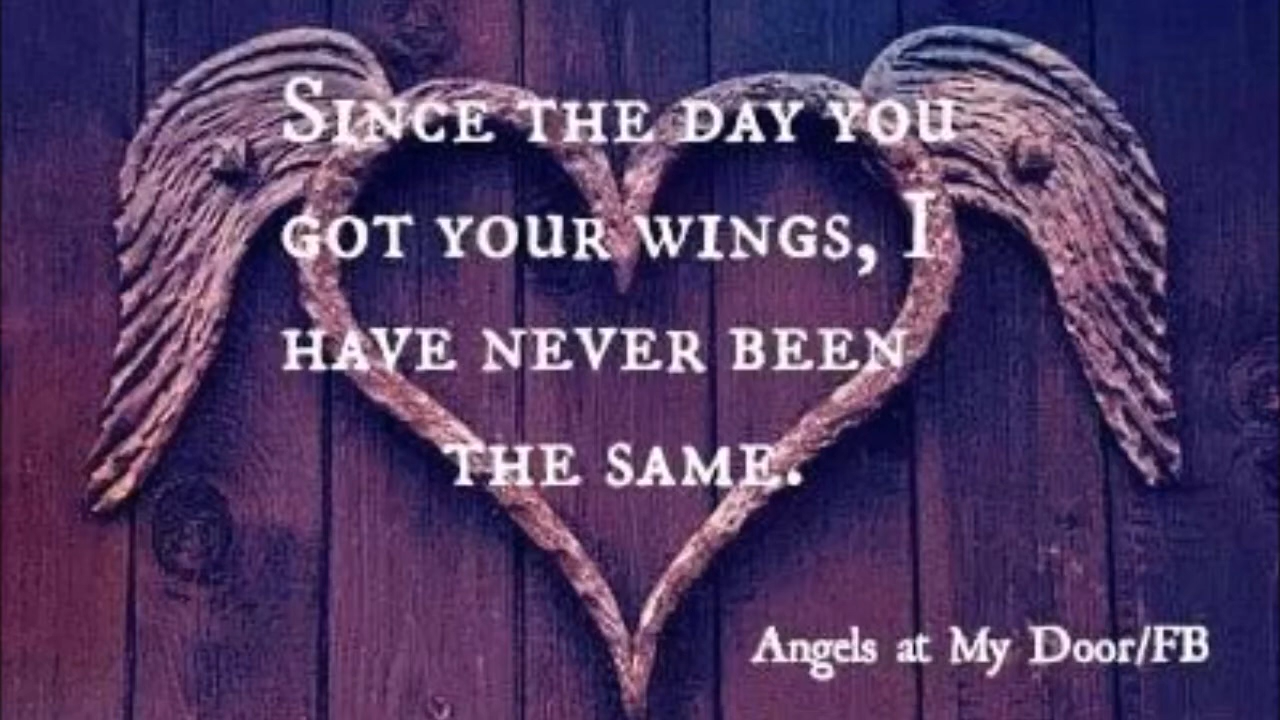 Since the day you
got your wings, I
have never been
the same.
Angels at My Door/FB